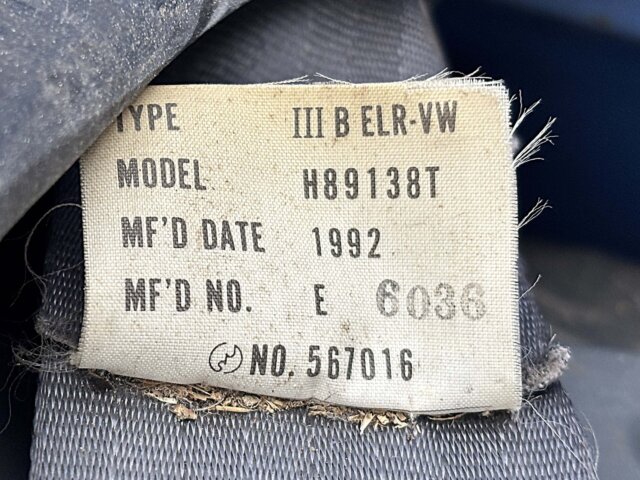 TYPE III B ELR-VW
MODEL H89138T
MF'D DATE 1992
MF'D NO. E 6036
NO. 567016